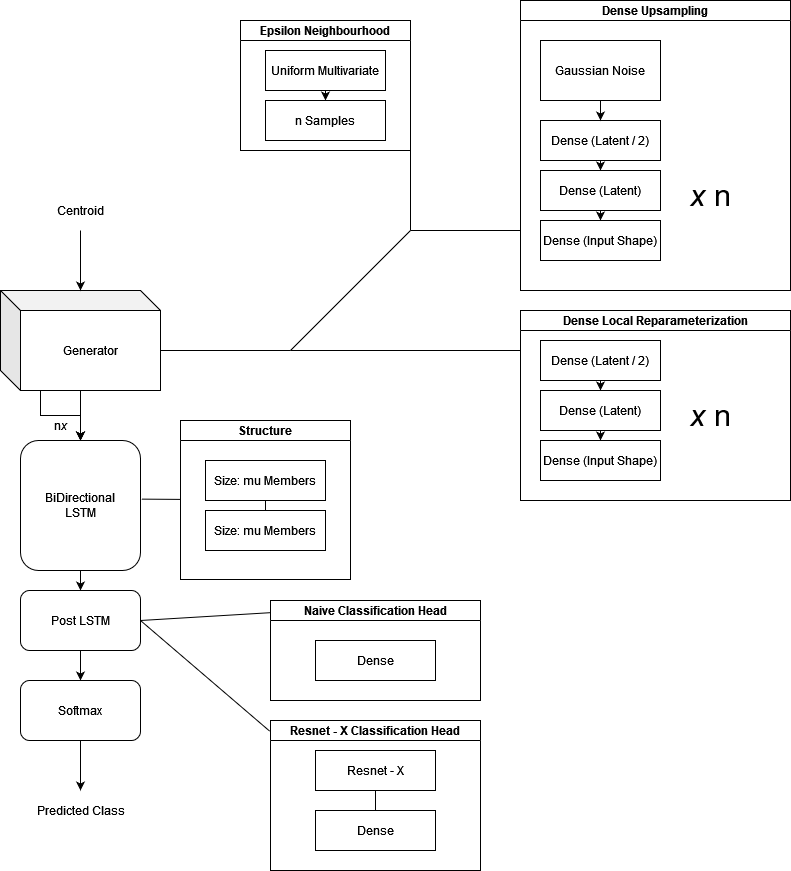 Epsilon Neighbourhood
Uniform Multivariate
n Samples
Dense Upsampling
Gaussian Noise
Dense (Latent / 2)
Dense (Latent)
Dense (Input Shape)
x n
Centroid
Generator
nx
Dense Local Reparameterization
Dense (Latent / 2)
Dense (Latent)
Dense (Input Shape)
x n
BiDirectional
LSTM
Structure
Size: mu Members
Size: mu Members
Post LSTM
Naive Classification Head
Dense
Softmax
Resnet - X Classification Head
Resnet - X
Dense
Predicted Class